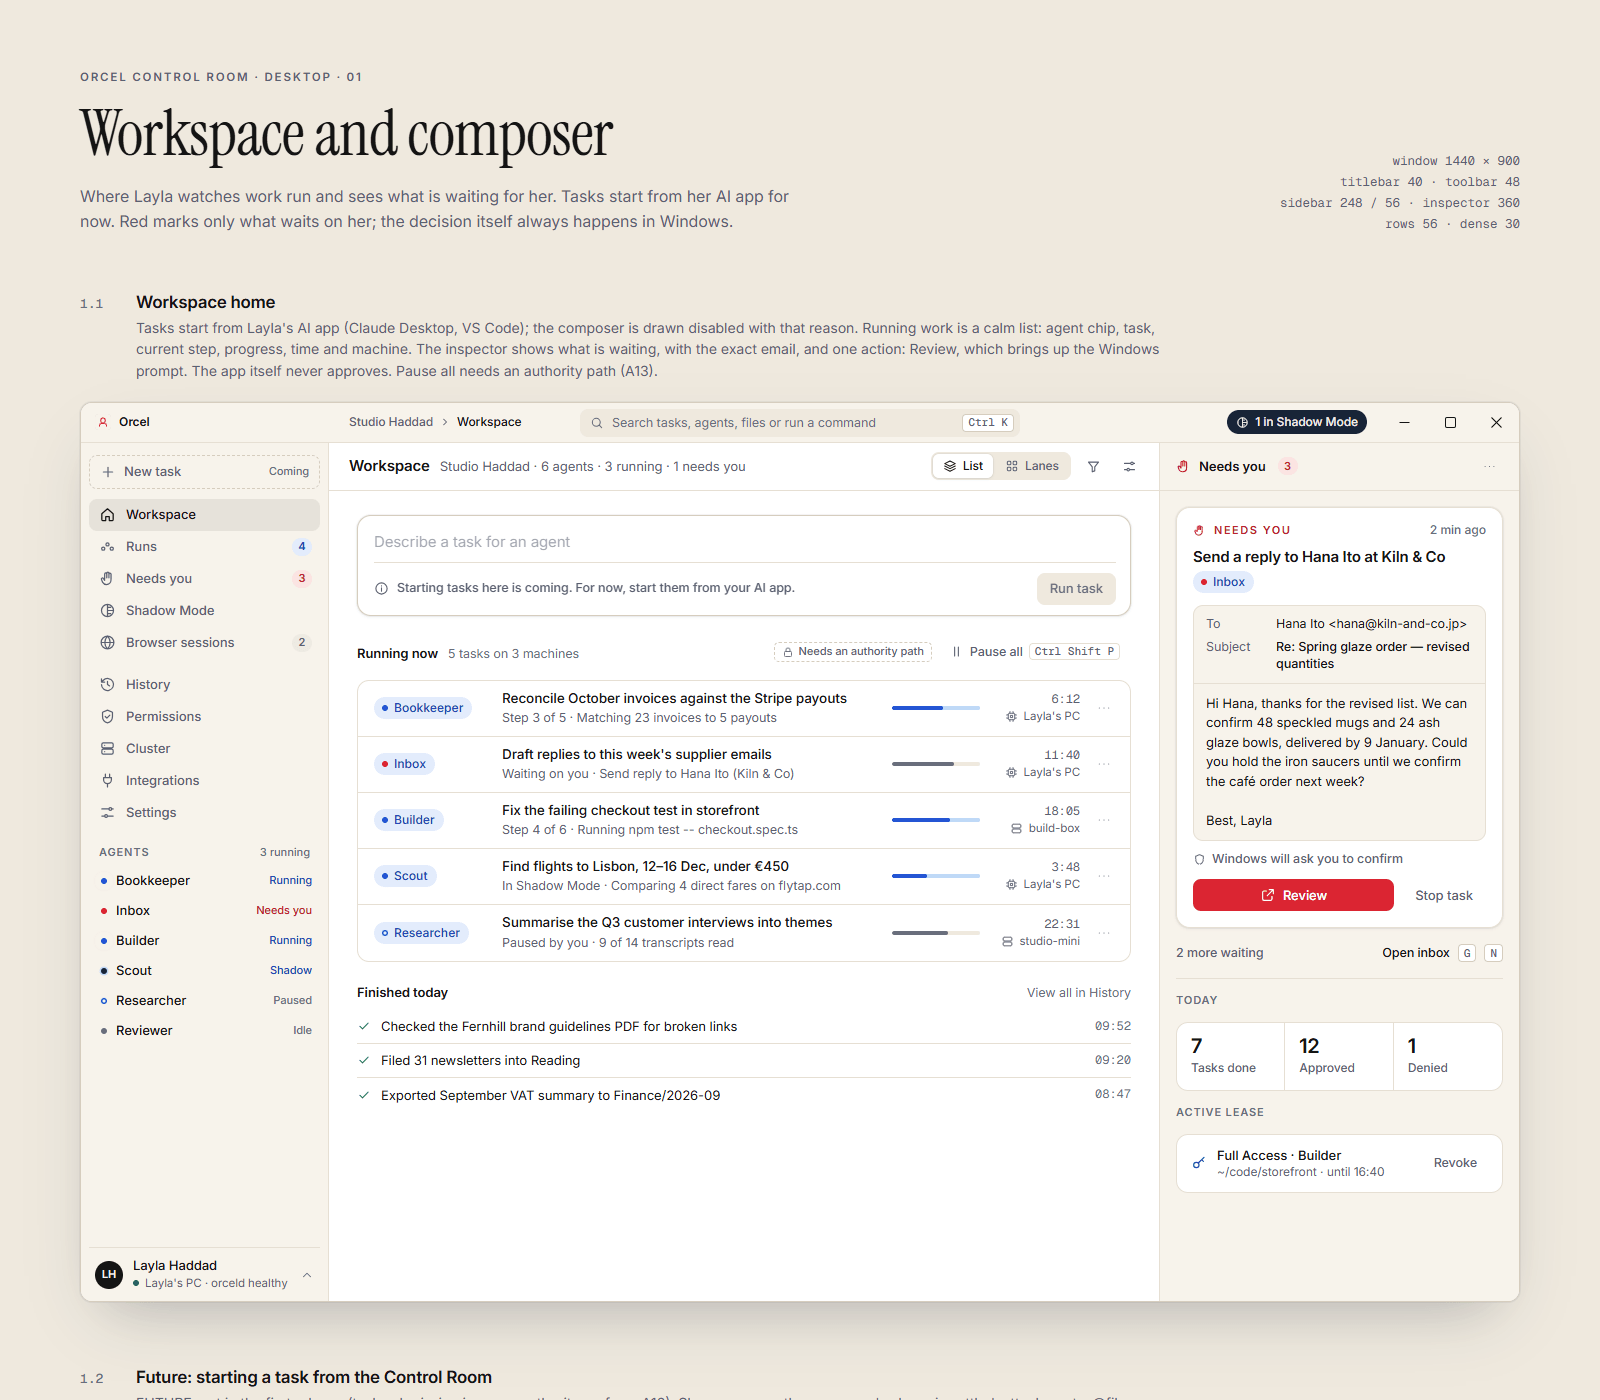 ORCEL CONTROL ROOM · DESKTOP · 01
Workspace and composer
Where Layla watches work run and sees what is waiting for her. Tasks start from her AI app for
now. Red marks only what waits on her; the decision itself always happens in Windows.
window 1440 × 900
titlebar 40 · toolbar 48
sidebar 248 / 56 · inspector 360
rows 56 · dense 30
1.1 Workspace home
Tasks start from Layla's AI app (Claude Desktop, VS Code); the composer is drawn disabled with that reason. Running work is a calm list: agent chip, task,
current step, progress, time and machine. The inspector shows what is waiting, with the exact email, and one action: Review, which brings up the Windows
prompt. The app itself never approves. Pause all needs an authority path (A13).
Orcel
Studio Haddad > Workspace
Search tasks, agents, files or run a command Ctrl K
1 in Shadow Mode
New task Coming
Workspace
Runs 4
Needs you 3
Shadow Mode
Browser sessions 2
History
Permissions
Cluster
Integrations
Settings
AGENTS 3 running
Bookkeeper Running
Inbox Needs you
Builder Running
Scout Shadow
Researcher Paused
Reviewer Idle
LH
Layla Haddad
Layla's PC · orceld healthy
Workspace Studio Haddad · 6 agents · 3 running · 1 needs you
List Lanes
Describe a task for an agent
Starting tasks here is coming. For now, start them from your AI app.
Run task
Running now 5 tasks on 3 machines
Needs an authority path
Pause all Ctrl Shift P
Bookkeeper
Reconcile October invoices against the Stripe payouts
Step 3 of 5 · Matching 23 invoices to 5 payouts
6:12
Layla's PC
Inbox
Draft replies to this week's supplier emails
Waiting on you · Send reply to Hana Ito (Kiln & Co)
11:40
Layla's PC
Builder
Fix the failing checkout test in storefront
Step 4 of 6 · Running npm test -- checkout.spec.ts
18:05
build-box
Scout
Find flights to Lisbon, 12–16 Dec, under €450
In Shadow Mode · Comparing 4 direct fares on flytap.com
3:48
Layla's PC
Researcher
Summarise the Q3 customer interviews into themes
Paused by you · 9 of 14 transcripts read
22:31
studio-mini
Finished today View all in History
Checked the Fernhill brand guidelines PDF for broken links 09:52
Filed 31 newsletters into Reading 09:20
Exported September VAT summary to Finance/2026-09 08:47
Needs you 3
NEEDS YOU 2 min ago
Send a reply to Hana Ito at Kiln & Co
Inbox
To Hana Ito <hana@kiln-and-co.jp>
Subject Re: Spring glaze order — revised
quantities
Hi Hana, thanks for the revised list. We can
confirm 48 speckled mugs and 24 ash
glaze bowls, delivered by 9 January. Could
you hold the iron saucers until we confirm
the café order next week?
Best, Layla
Windows will ask you to confirm
Review Stop task
2 more waiting Open inbox G N
TODAY
7 12 1
Tasks done Approved Denied
ACTIVE LEASE
Full Access · Builder
~/code/storefront · until 16:40
Revoke
1.2 Future: starting a task from the Control Room